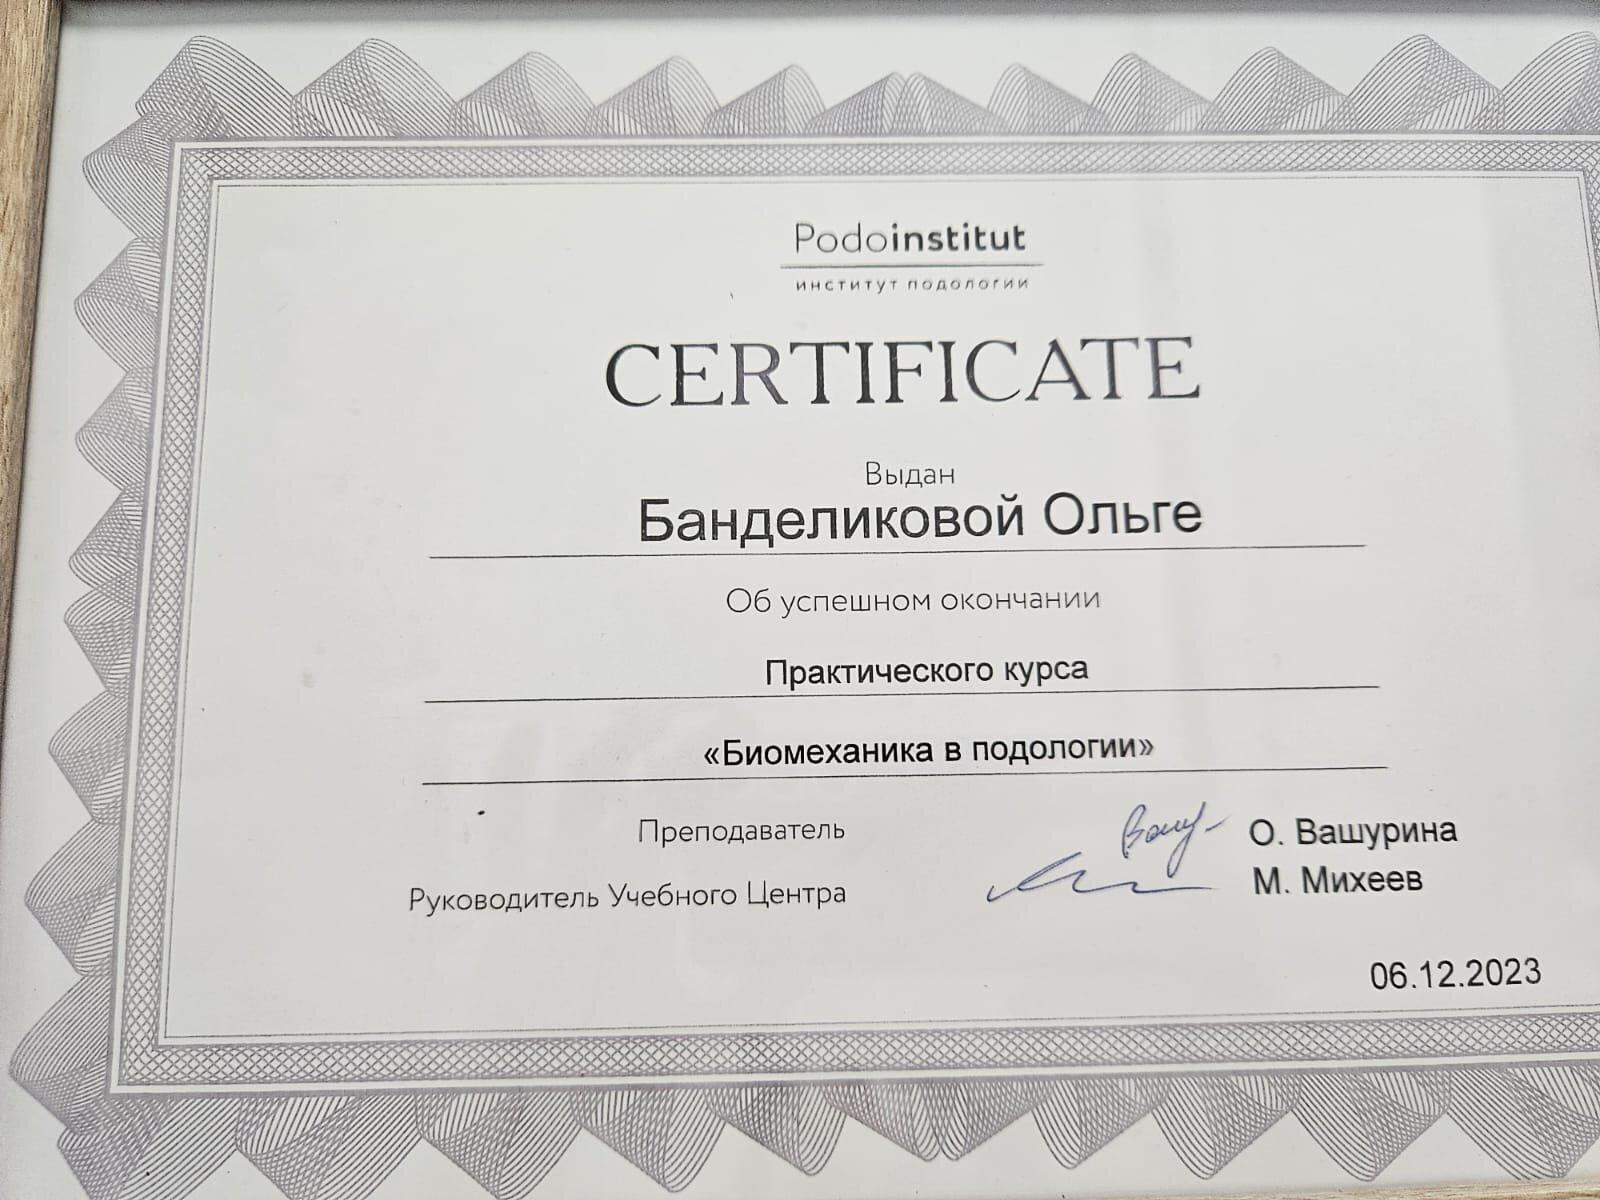 Podoinstitut
институт подологии
CERTIFICATE
Выдан
Банделиковой Ольге
Об успешном окончании
Практического курса
«Биомеханика в подологии»
Преподаватель
О. Вашурина
Руководитель Учебного Центра
М. Михеев
06.12.2023